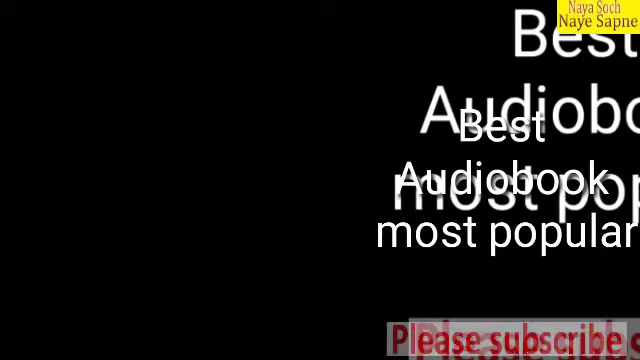 Naya Soch
Naye Sapne
Best
Audiobook
most popular
Please subscribe